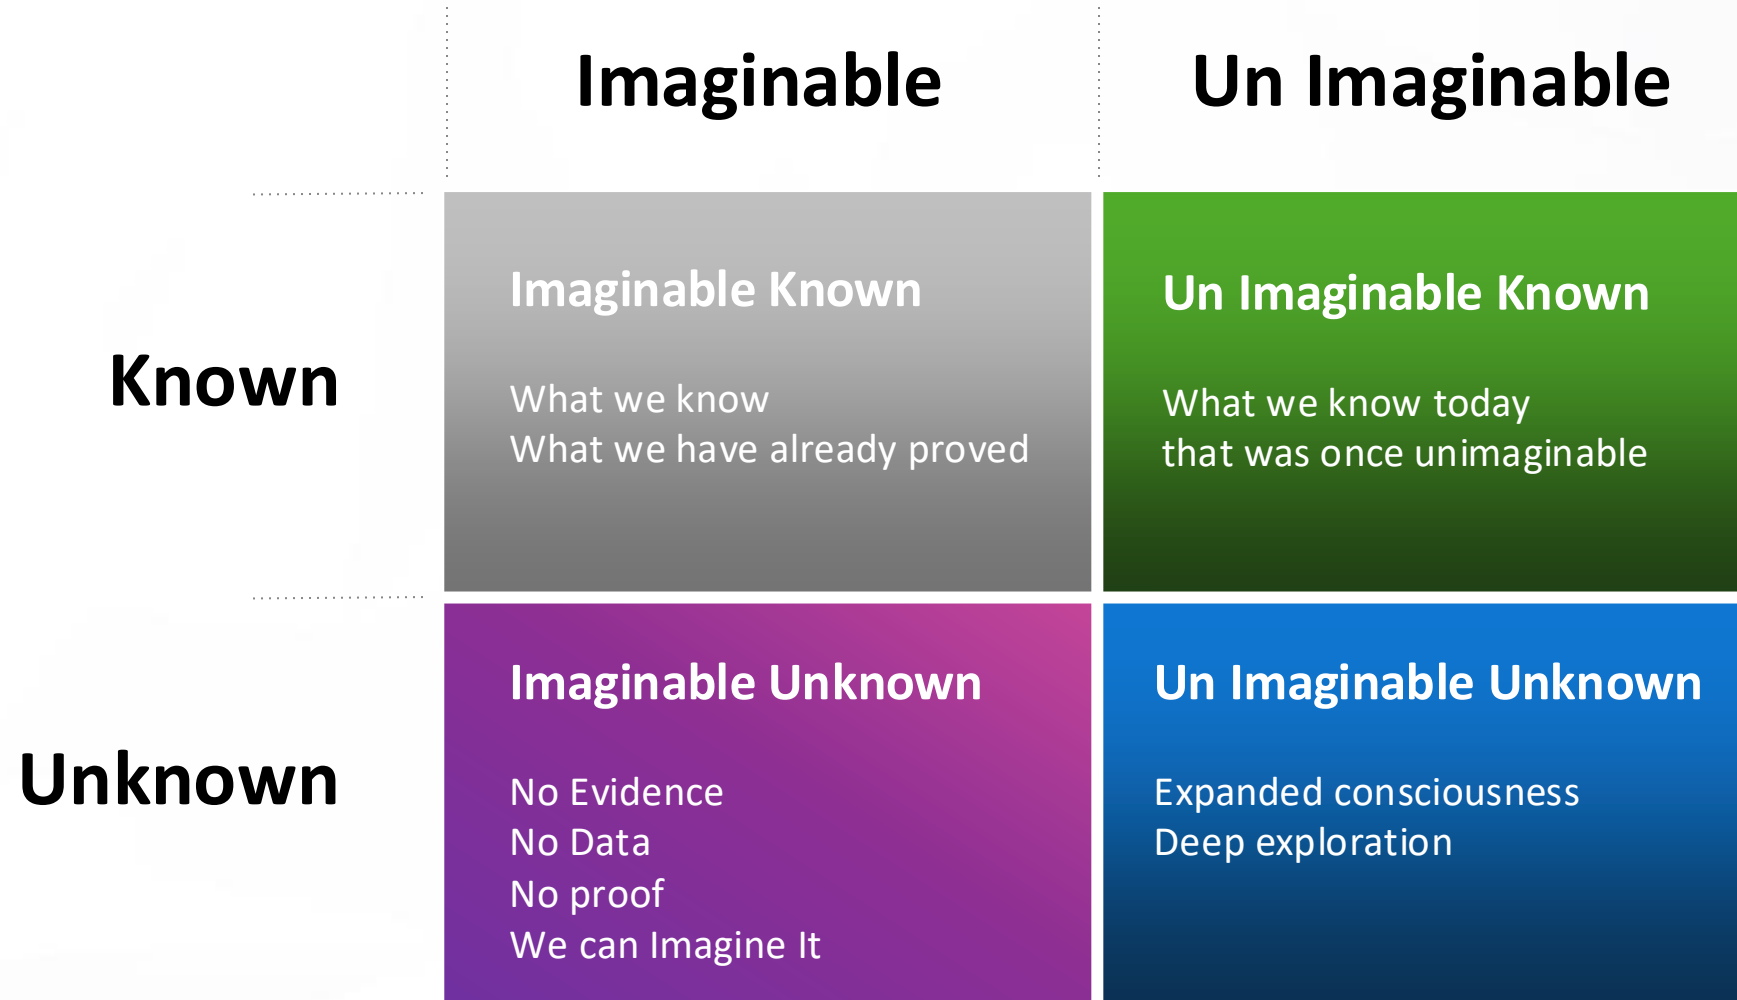 Imaginable
Un Imaginable
Known
Imaginable Known
What we know
What we have already proved
Un Imaginable Known
What we know today
that was once unimaginable
Unknown
Imaginable Unknown
No Evidence
No Data
No proof
We can Imagine It
Un Imaginable Unknown
Expanded consciousness
Deep exploration